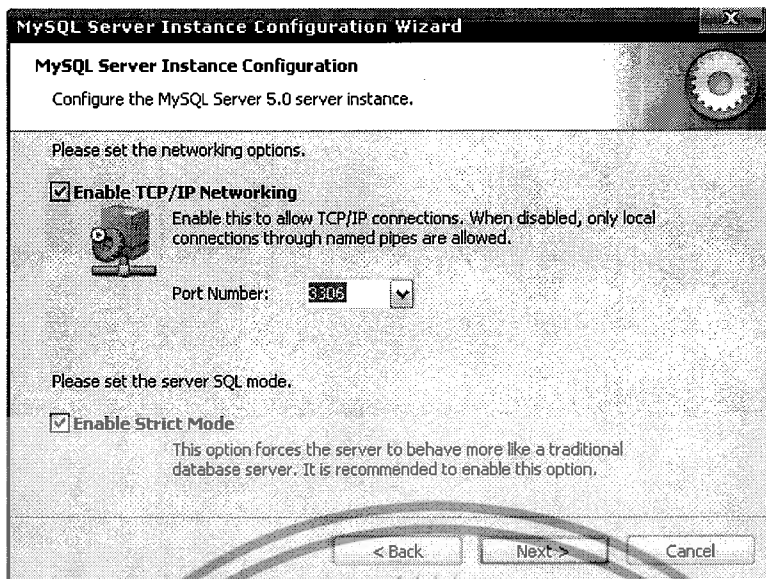 MySQL Server Instance Configuration Wizard
MySQL Server Instance Configuration
Configure the MySQL Server 5.0 server instance.
Please set the networking options.
Enable TCP/IP Networking
Enable this to allow TCP/IP connections. When disabled, only local
connections through named pipes are allowed.
Port Number: 3306
Please set the server SQL mode.
Enable Strict Mode
This option forces the server to behave more like a traditional
database server. It is recommended to enable this option.
< Back Next > Cancel